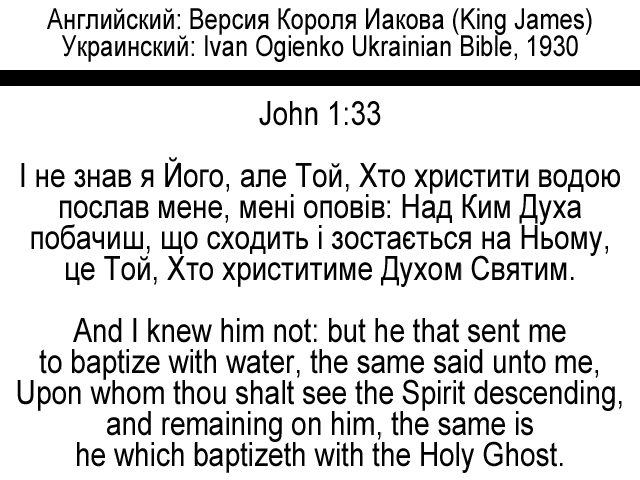 Английский: Версия Короля Иакова (King James)
Украинский: Ivan Ogienko Ukrainian Bible, 1930
John 1:33
І не знав я Його, але Той, Хто христити водою
послав мене, мені оповів: Над Ким Духа
побачиш, що сходить і зостається на Ньому,
це Той, Хто христитиме Духом Святим.
And I knew him not: but he that sent me
to baptize with water, the same said unto me,
Upon whom thou shalt see the Spirit descending,
and remaining on him, the same is
he which baptizeth with the Holy Ghost.